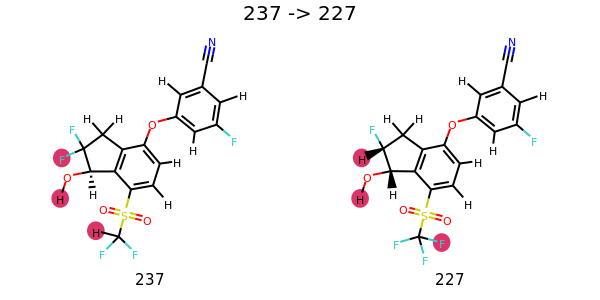 237 -> 227
N N
H H H H
H H F O F H H F O F H
F H H F H H H
O H O H
H H H H H H
O S O O S O
H F F F F F
237 227